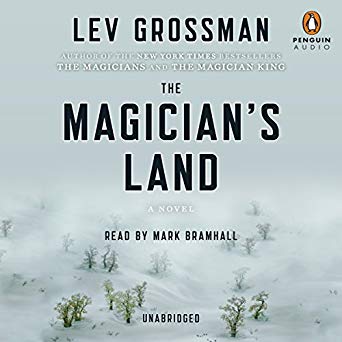 LEV GROSSMAN
PENGUIN
AUDIO
AUTHOR OF THE NEW YORK TIMES BESTSELLERS
THE MAGICIANS AND THE MAGICIAN KING
THE
MAGICIAN'S
LAND
A NOVEL
READ BY MARK BRAMHALL
UNABRIDGED